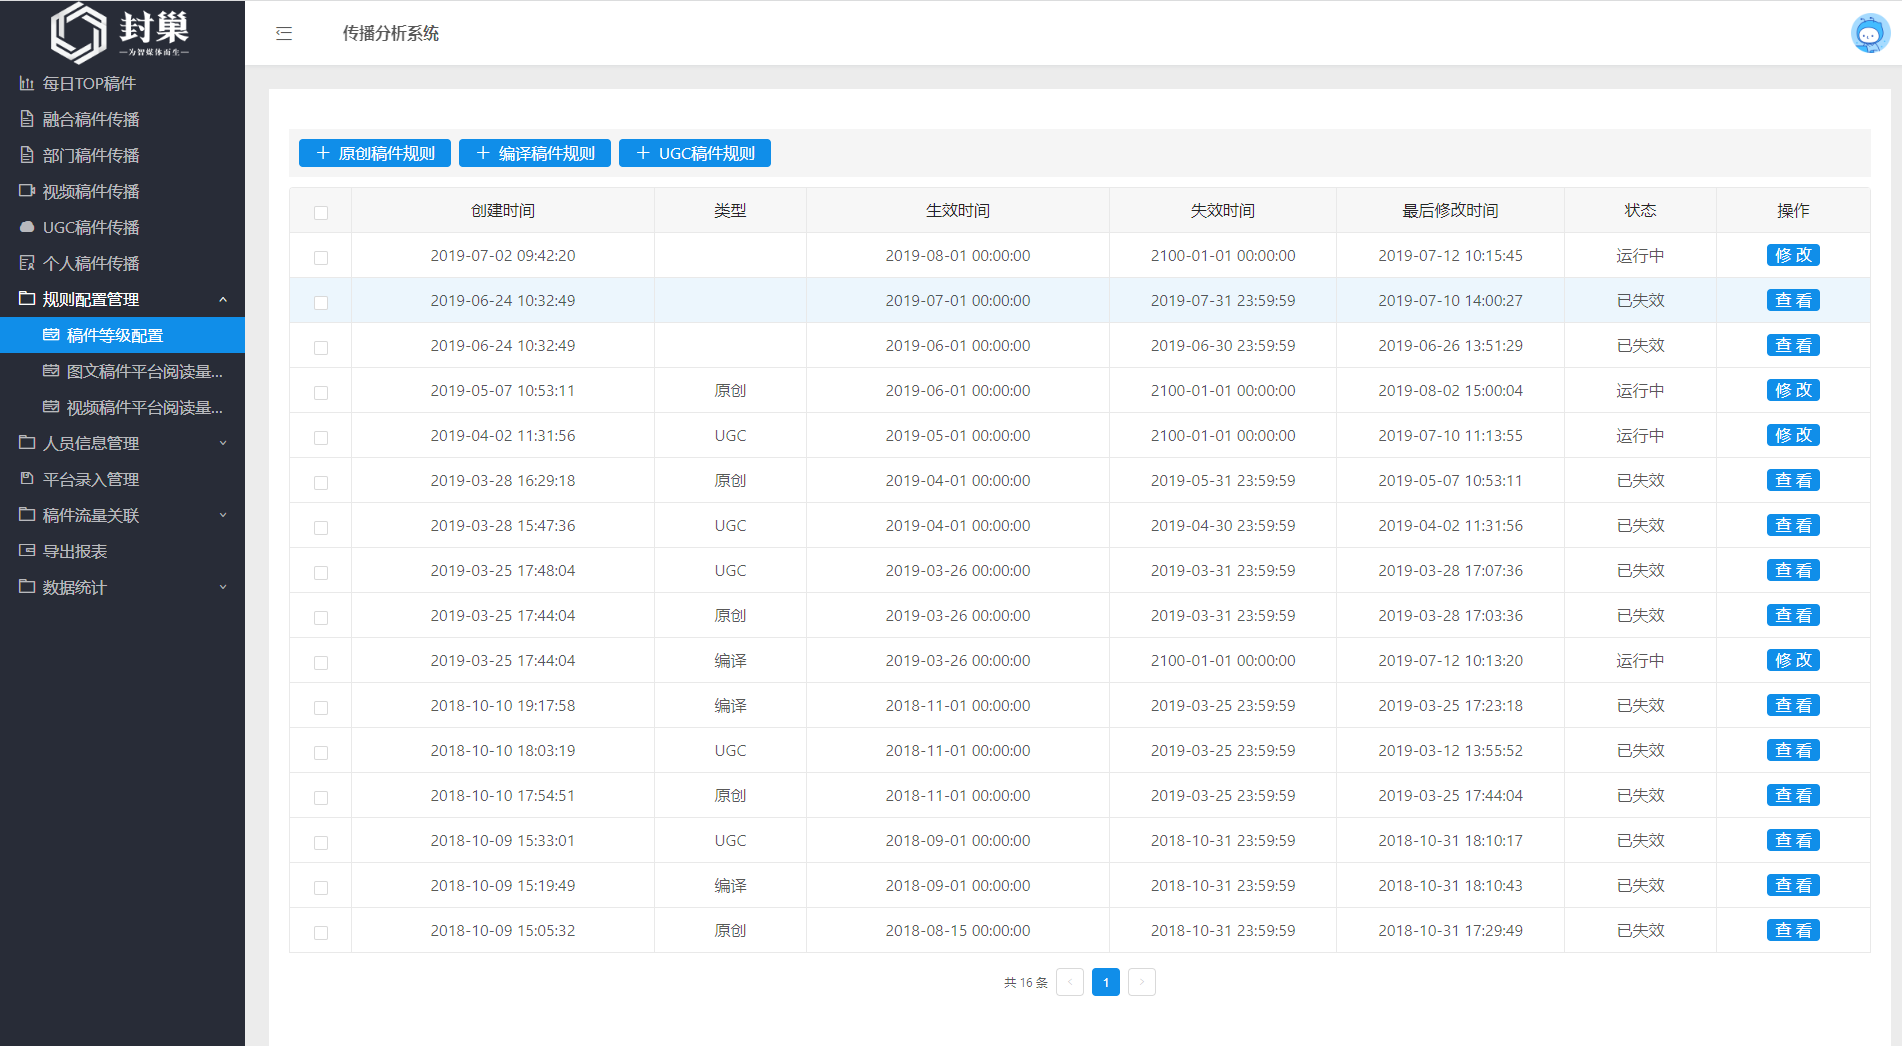 封巢
—为智媒体而生—
传播分析系统
每日TOP稿件
融合稿件传播
部门稿件传播
视频稿件传播
UGC稿件传播
个人稿件传播
规则配置管理
稿件等级配置
图文稿件平台阅读量...
视频稿件平台阅读量...
人员信息管理
平台录入管理
稿件流量关联
导出报表
数据统计
原创稿件规则 编译稿件规则 UGC稿件规则
创建时间 类型 生效时间 失效时间 最后修改时间 状态 操作
2019-07-02 09:42:20 2019-08-01 00:00:00 2100-01-01 00:00:00 2019-07-12 10:15:45 运行中 修改
2019-06-24 10:32:49 2019-07-01 00:00:00 2019-07-31 23:59:59 2019-07-10 14:00:27 已失效 查看
2019-06-24 10:32:49 2019-06-01 00:00:00 2019-06-30 23:59:59 2019-06-26 13:51:29 已失效 查看
2019-05-07 10:53:11 原创 2019-06-01 00:00:00 2100-01-01 00:00:00 2019-08-02 15:00:04 运行中 修改
2019-04-02 11:31:56 UGC 2019-05-01 00:00:00 2100-01-01 00:00:00 2019-07-10 11:13:55 运行中 修改
2019-03-28 16:29:18 原创 2019-04-01 00:00:00 2019-05-31 23:59:59 2019-05-07 10:53:11 已失效 查看
2019-03-28 15:47:36 UGC 2019-04-01 00:00:00 2019-04-30 23:59:59 2019-04-02 11:31:56 已失效 查看
2019-03-25 17:48:04 UGC 2019-03-26 00:00:00 2019-03-31 23:59:59 2019-03-28 17:07:36 已失效 查看
2019-03-25 17:44:04 原创 2019-03-26 00:00:00 2019-03-31 23:59:59 2019-03-28 17:03:36 已失效 查看
2019-03-25 17:44:04 编译 2019-03-26 00:00:00 2100-01-01 00:00:00 2019-07-12 10:13:20 运行中 修改
2018-10-10 19:17:58 编译 2018-11-01 00:00:00 2019-03-25 23:59:59 2019-03-25 17:23:18 已失效 查看
2018-10-10 18:03:19 UGC 2018-11-01 00:00:00 2019-03-25 23:59:59 2019-03-12 13:55:52 已失效 查看
2018-10-10 17:54:51 原创 2018-11-01 00:00:00 2019-03-25 23:59:59 2019-03-25 17:44:04 已失效 查看
2018-10-09 15:33:01 UGC 2018-09-01 00:00:00 2018-10-31 23:59:59 2018-10-31 18:10:17 已失效 查看
2018-10-09 15:19:49 编译 2018-09-01 00:00:00 2018-10-31 23:59:59 2018-10-31 18:10:43 已失效 查看
2018-10-09 15:05:32 原创 2018-08-15 00:00:00 2018-10-31 23:59:59 2018-10-31 17:29:49 已失效 查看
共 16 条 1